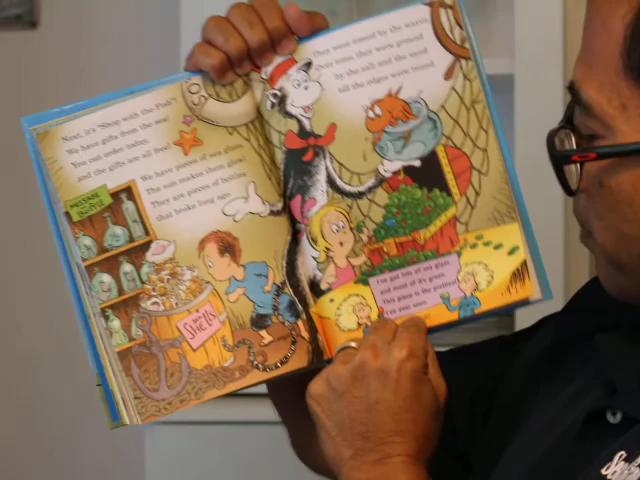 Next, it's "Shop with the Fish"!
We have gifts from the sea!
You can order today,
and the gifts are all free!
We have pieces of sea glass.
The sun makes them glow!
They are pieces of bottles
that broke long ago.
They were tossed by the waves.
Over time, they were ground
by the salt and the sand
till the edges were round.
MESSAGE
BOTTLE
SHELLS
I've got lots of sea glass
and most of it's green.
This piece is the prettiest
I've ever seen.